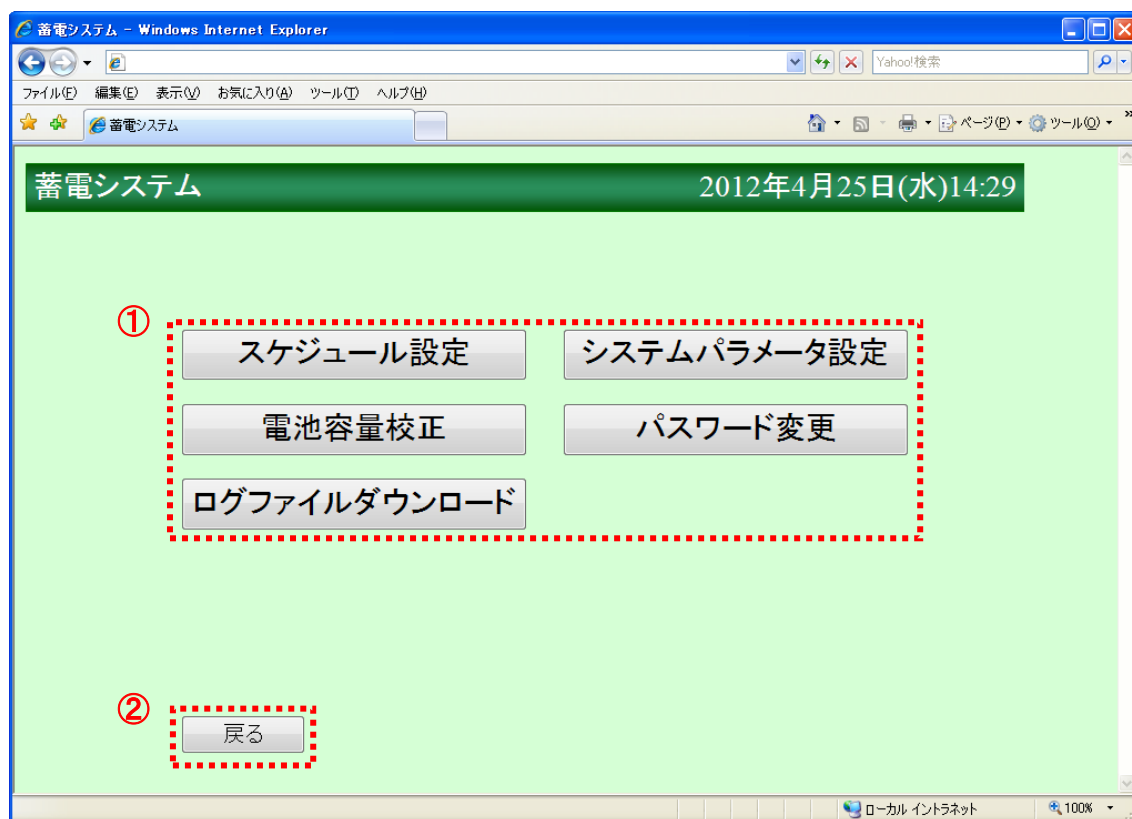 蓄電システム - Windows Internet Explorer
Yahoo!検索
ファイル(F) 編集(E) 表示(V) お気に入り(A) ツール(T) ヘルプ(H)
蓄電システム ページ(P) ツール(O) »
蓄電システム 2012年4月25日(水)14:29
①
スケジュール設定 システムパラメータ設定
電池容量校正 パスワード変更
ログファイルダウンロード
②
戻る
ローカル イントラネット 100%